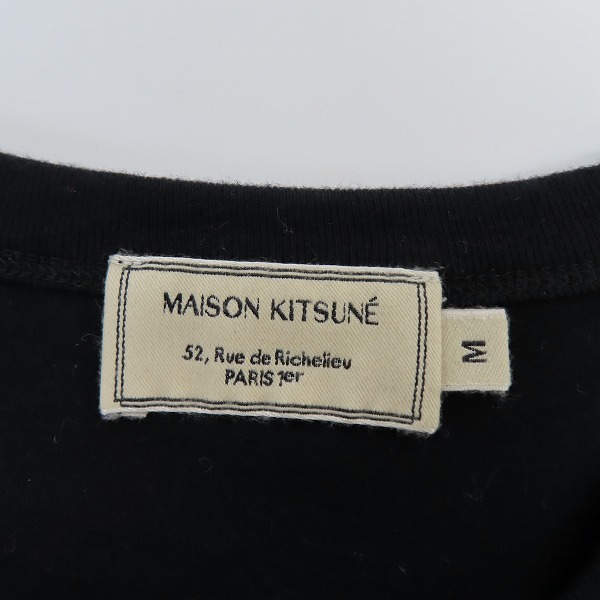 MAISON KITSUNÉ
52, Rue de Richelieu
PARIS 1er
M